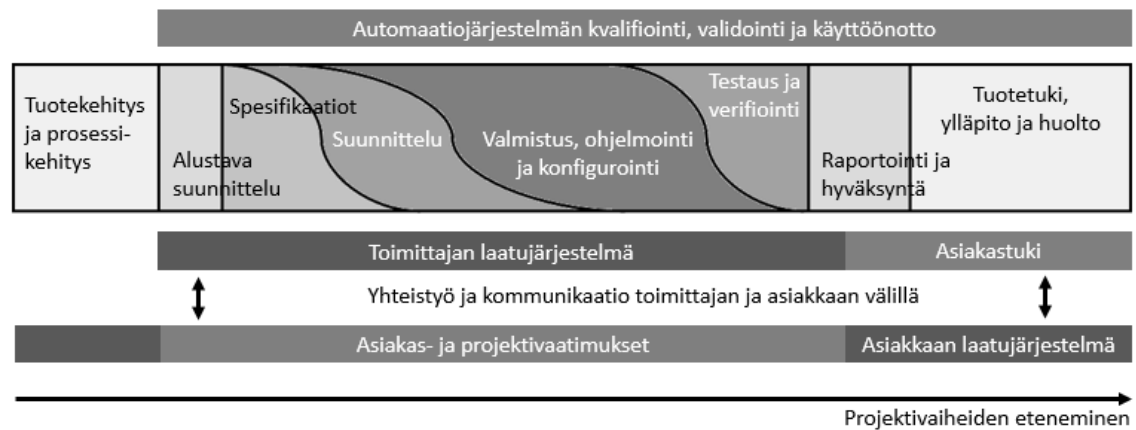 Automaatiojärjestelmän kvalifiointi, validointi ja käyttöönotto
Tuotekehitys
ja prosessi-
kehitys
Alustava
suunnittelu
Spesifikaatiot
Suunnittelu
Valmistus, ohjelmointi
ja konfigurointi
Testaus ja
verifiointi
Raportointi ja
hyväksyntä
Tuotetuki,
ylläpito ja huolto
Toimittajan laatujärjestelmä
Asiakastuki
Yhteistyö ja kommunikaatio toimittajan ja asiakkaan välillä
Asiakas- ja projektivaatimukset
Asiakkaan laatujärjestelmä
Projektivaiheiden eteneminen